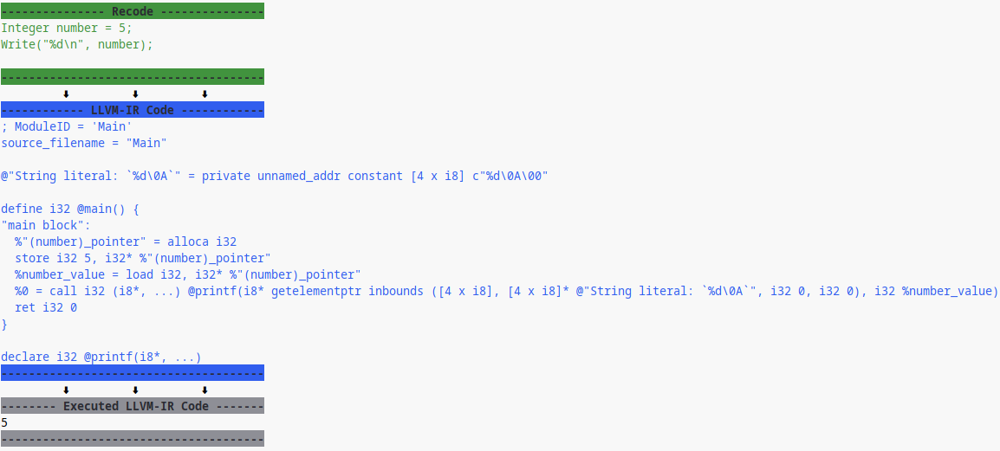 --------------- Recode ---------------
Integer number = 5;
Write("%d\n", number);
--------------------------------------
⬇ ⬇ ⬇
------------ LLVM-IR Code ------------
; ModuleID = 'Main'
source_filename = "Main"
@"String literal: `%d\0A`" = private unnamed_addr constant [4 x i8] c"%d\0A\00"
define i32 @main() {
"main block":
  %"(number)_pointer" = alloca i32
  store i32 5, i32* %"(number)_pointer"
  %number_value = load i32, i32* %"(number)_pointer"
  %0 = call i32 (i8*, ...) @printf(i8* getelementptr inbounds ([4 x i8], [4 x i8]* @"String literal: `%d\0A`", i32 0, i32 0), i32 %number_value)
  ret i32 0
}
declare i32 @printf(i8*, ...)
--------------------------------------
⬇ ⬇ ⬇
-------- Executed LLVM-IR Code -------
5
--------------------------------------